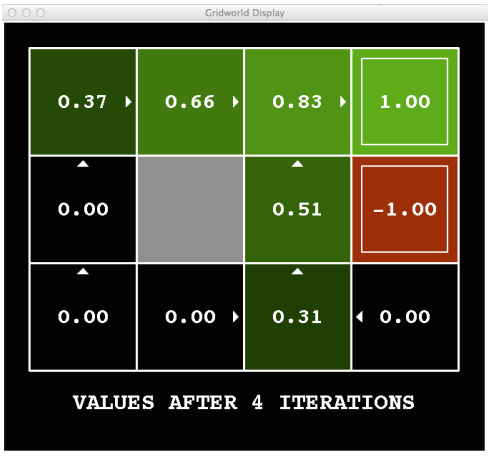 Gridworld Display
0.37 0.66 0.83 1.00
0.00 0.51 -1.00
0.00 0.00 0.31 0.00
VALUES AFTER 4 ITERATIONS